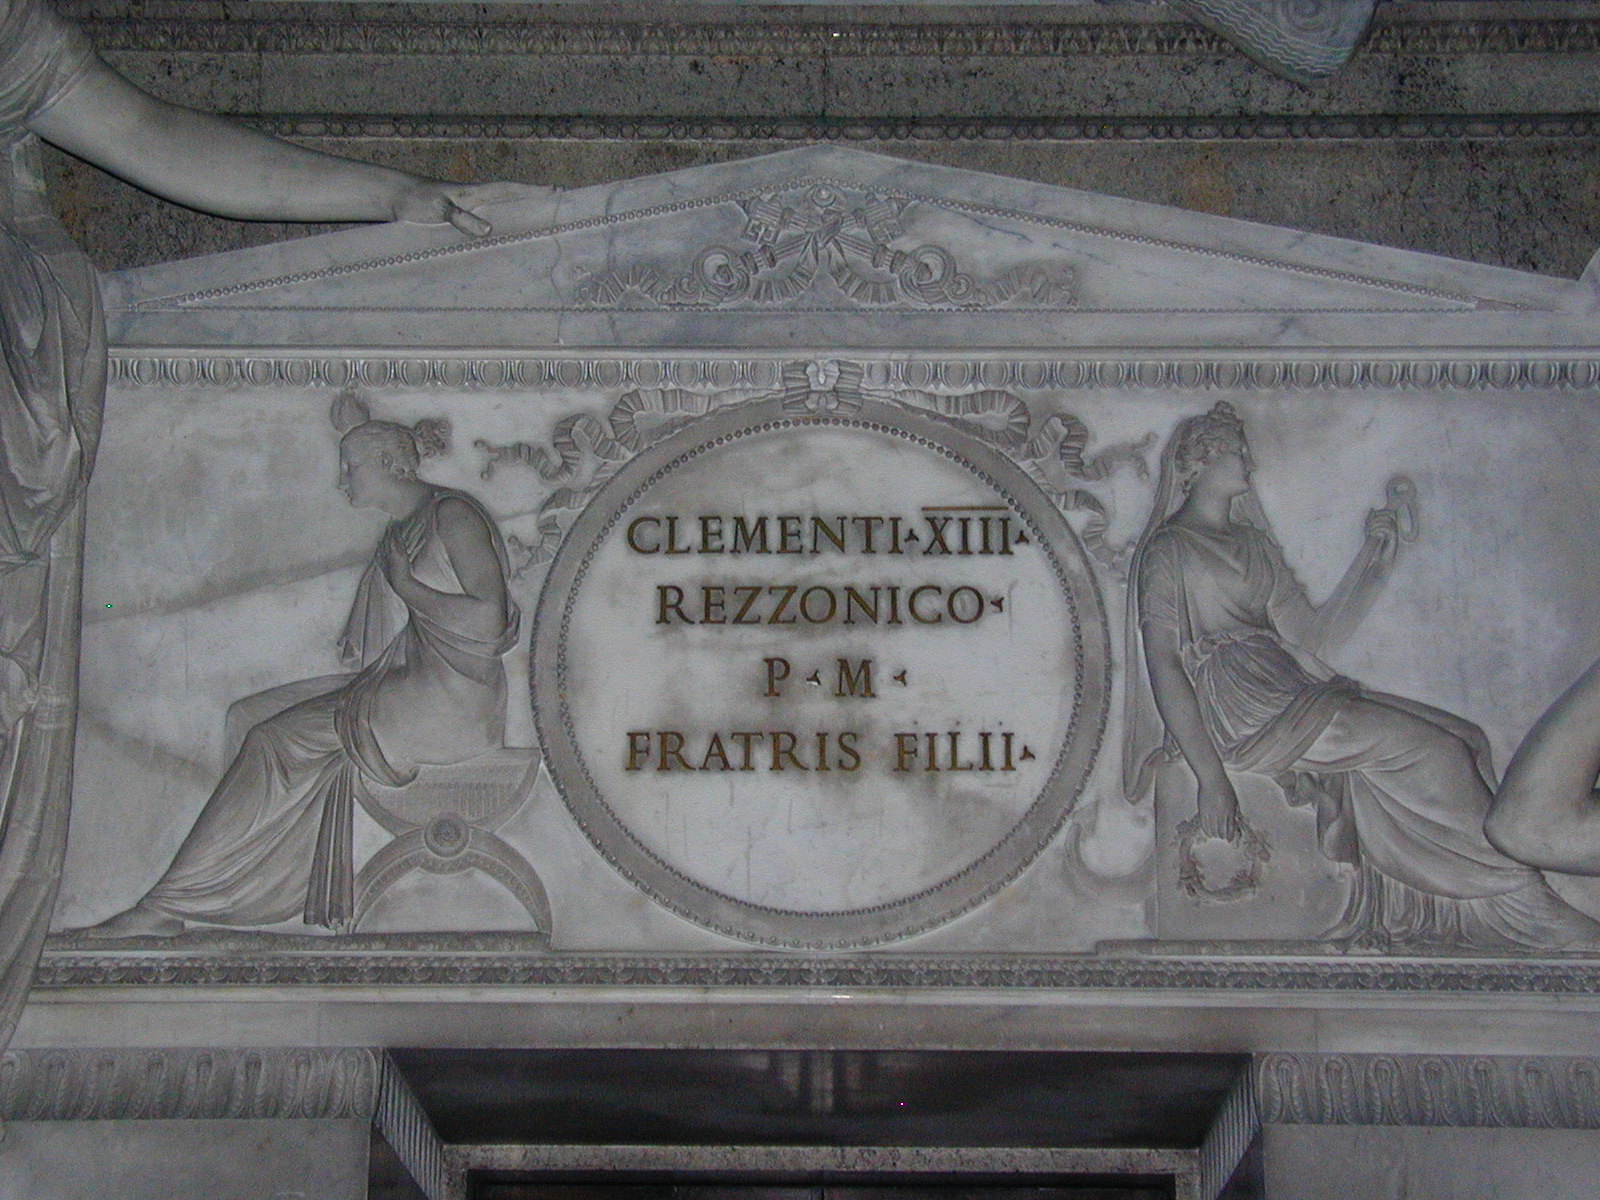 CLEMENTI·XIII·
REZZONICO·
P·M·
FRATRIS FILII·